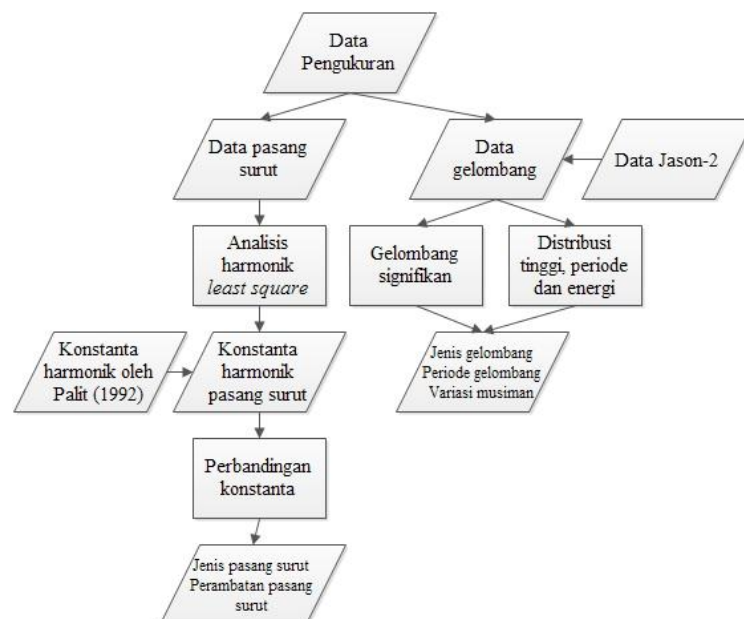 Data
Pengukuran
Data pasang
surut
Data
gelombang
Data Jason-2
Analisis
harmonik
least square
Gelombang
signifikan
Distribusi
tinggi, periode
dan energi
Konstanta
harmonik oleh
Palit (1992)
Konstanta
harmonik
pasang surut
Jenis gelombang
Periode gelombang
Variasi musiman
Perbandingan
konstanta
Jenis pasang surut
Perambatan pasang
surut